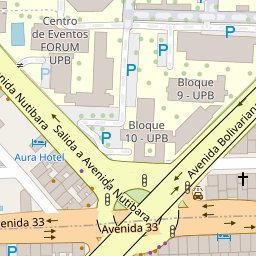 Centro
de Eventos
FORUM
UPB
P
P
P
P
Bloque
9 - UPB
Bloque
10 - UPB
Avenida Nutibara
Salida a Avenida Nutibara
Avenida Bolivariana
Aura Hotel
Avenida 33
Avenida 33
P